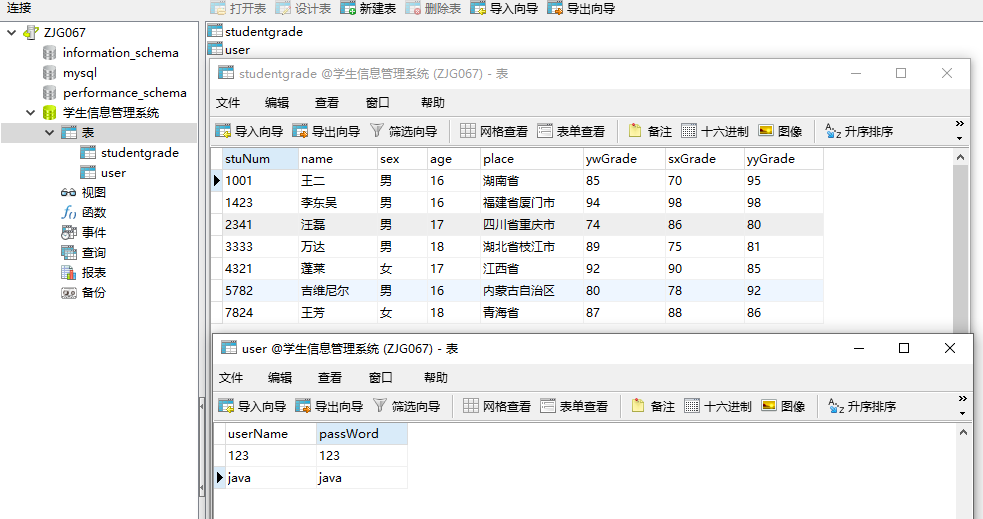 连接
ZJG067
information_schema
mysql
performance_schema
学生信息管理系统
表
studentgrade
user
视图
函数
事件
查询
报表
备份
打开表 设计表 新建表 删除表 导入向导 导出向导
studentgrade
user
studentgrade @学生信息管理系统 (ZJG067) - 表
文件 编辑 查看 窗口 帮助
导入向导 导出向导 筛选向导 网格查看 表单查看 备注 十六进制 图像 升序排序
stuNum name sex age place ywGrade sxGrade yyGrade
1001 王二 男 16 湖南省 85 70 95
1423 李东吴 男 16 福建省厦门市 94 98 98
2341 汪磊 男 17 四川省重庆市 74 86 80
3333 万达 男 18 湖北省枝江市 89 75 81
4321 蓬莱 女 17 江西省 92 90 85
5782 吉维尼尔 男 16 内蒙古自治区 80 78 92
7824 王芳 女 18 青海省 87 88 86
user @学生信息管理系统 (ZJG067) - 表
文件 编辑 查看 窗口 帮助
导入向导 导出向导 筛选向导 网格查看 表单查看 备注 十六进制 图像 升序排序
userName passWord
123 123
java java